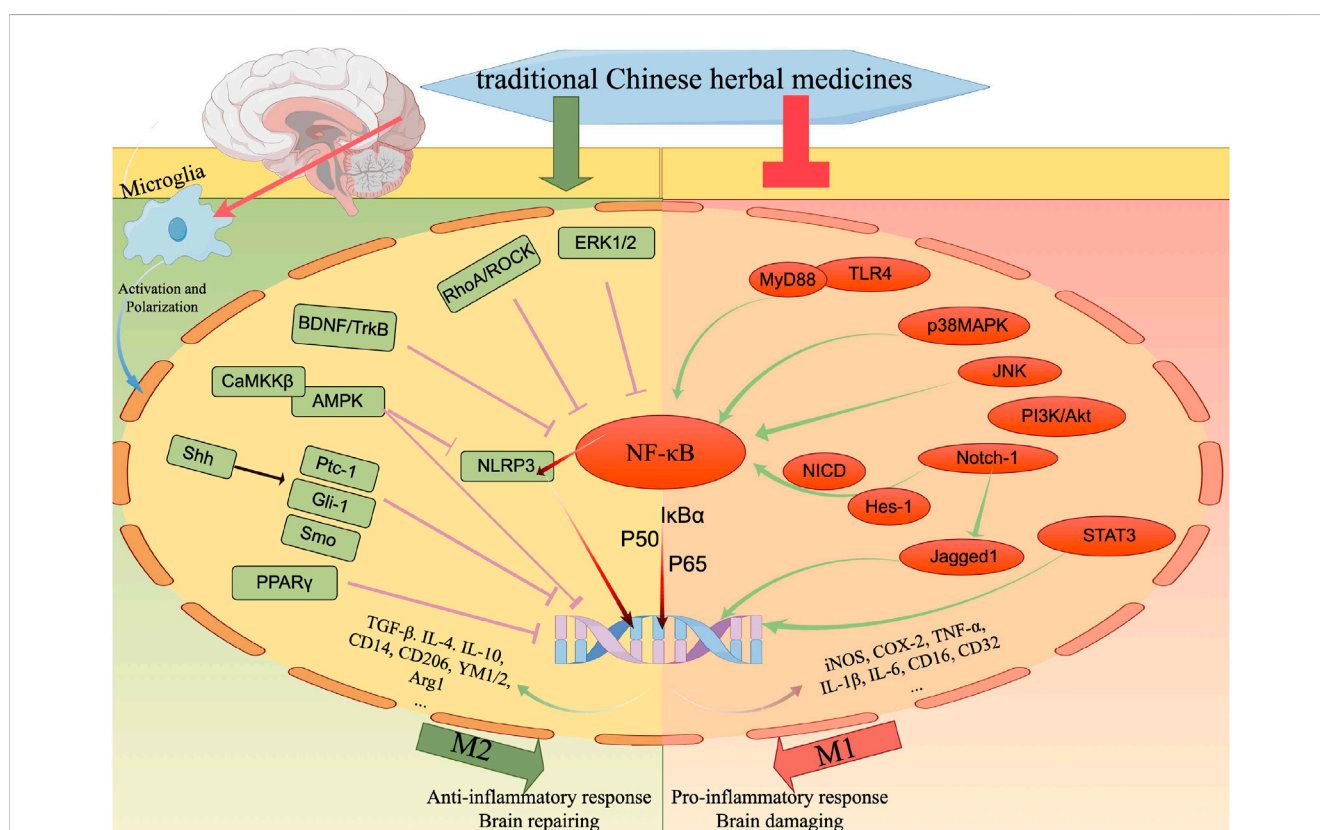 traditional Chinese herbal medicines
Microglia
Activation and
Polarization
ERK1/2
RhoA/ROCK
BDNF/TrkB
CaMKKβ
AMPK
Shh
Ptc-1
Gli-1
Smo
PPARγ
NLRP3
NF-κB
IκBα
P50
P65
MyD88
TLR4
p38MAPK
JNK
PI3K/Akt
Notch-1
NICD
Hes-1
Jagged1
STAT3
TGF-β. IL-4. IL-10,
CD14, CD206, YM1/2,
Arg1
...
iNOS, COX-2, TNF-α,
IL-1β, IL-6, CD16, CD32
...
M2
M1
Anti-inflammatory response
Brain repairing
Pro-inflammatory response
Brain damaging